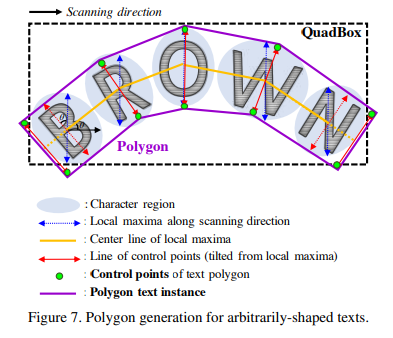 Scanning direction
QuadBox
BROWN
Polygon
: Character region
: Local maxima along scanning direction
: Center line of local maxima
: Line of control points (tilted from local maxima)
: Control points of text polygon
: Polygon text instance
Figure 7. Polygon generation for arbitrarily-shaped texts.